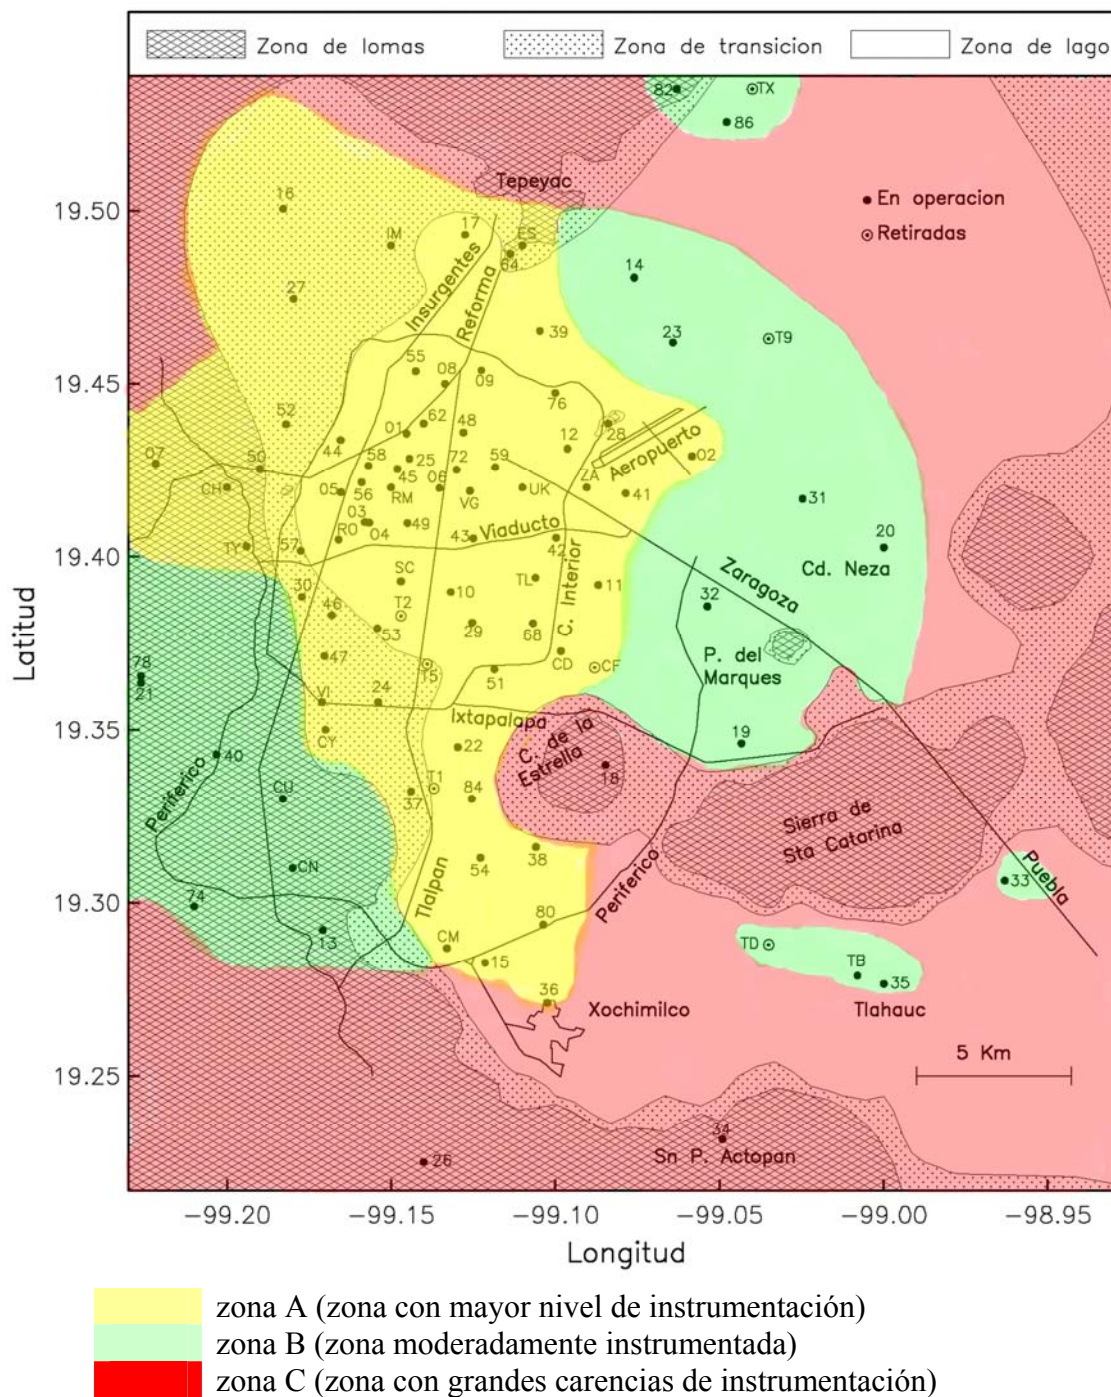 Zona de lomas
Zona de transicion
Zona de lago
82
TX
86
Tepeyac
En operacion
Retiradas
16
IM
17
ES
64
14
27
Insurgentes
Reforma
39
23
T9
55
08
09
76
52
01
62
48
12
28
Aeropuerto
02
44
58
25
72
59
07
50
CH
05
56
45
RM
06
VG
UK
ZA
41
31
03
RO
04
49
43
Viaducto
42
20
TY
57
Cd. Neza
SC
TL
C. Interior
11
Zaragoza
30
10
32
46
T2
53
29
68
47
T5
CD
CF
P. del
Marques
78
21
24
51
VI
Ixtapalapa
CY
22
C. de la
Estrella
19
40
18
Periferico
CU
37
T1
84
Sierra de
Sta Catarina
54
38
CN
Tlalpan
Periferico
Puebla
33
74
13
80
CM
15
TD
TB
35
36
Xochimilco
Tlahauc
5 Km
34
Sn P. Actopan
26
19.50
19.45
19.40
19.35
19.30
19.25
Latitud
−99.20
−99.15
−99.10
−99.05
−99.00
−98.95
Longitud
zona A (zona con mayor nivel de instrumentación)
zona B (zona moderadamente instrumentada)
zona C (zona con grandes carencias de instrumentación)